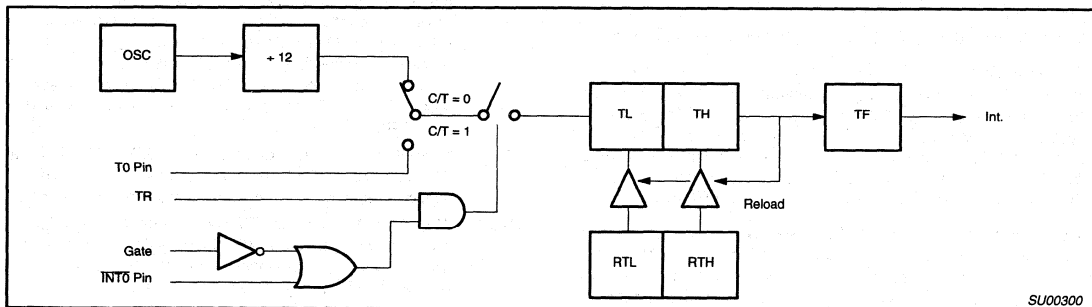 OSC
÷ 12
C/T = 0
C/T = 1
TL
TH
TF
Int.
T0 Pin
TR
Reload
Gate
INT0 Pin
RTL
RTH
SU00300